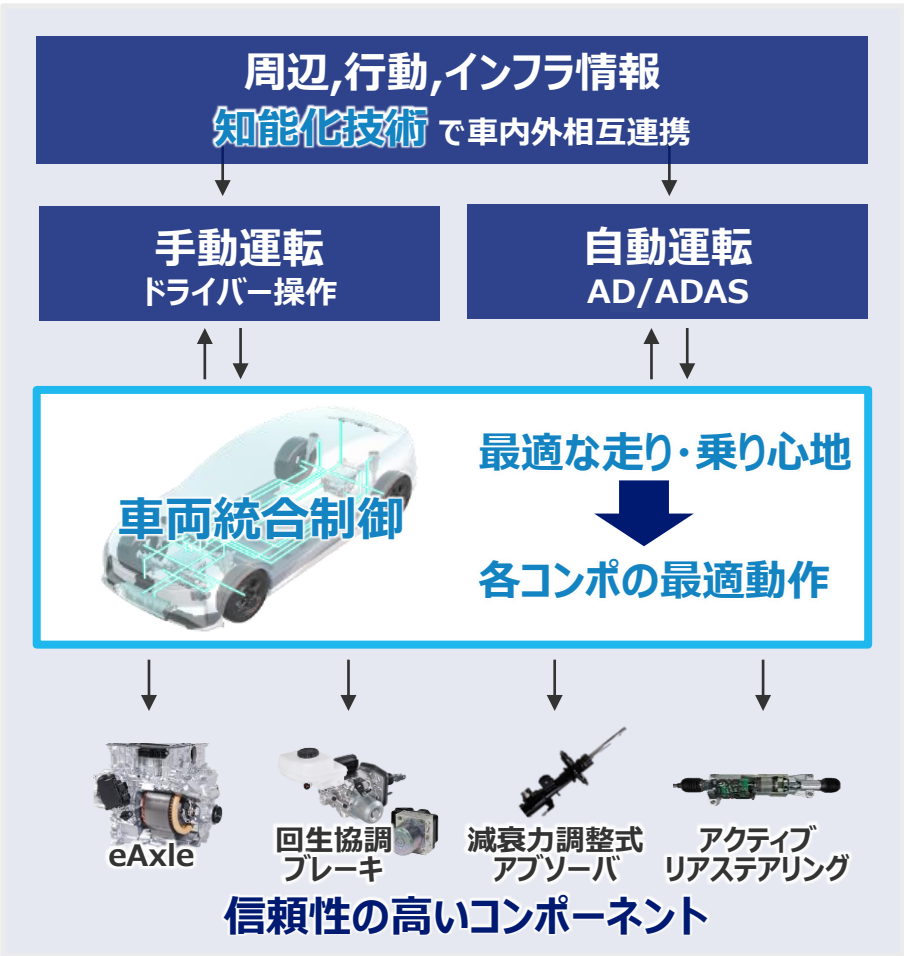 周辺,行動,インフラ情報
知能化技術 で車内外相互連携
手動運転
ドライバー操作
自動運転
AD/ADAS
車両統合制御
最適な走り・乗り心地
各コンポの最適動作
eAxle
回生協調
ブレーキ
減衰力調整式
アブソーバ
アクティブ
リアステアリング
信頼性の高いコンポーネント